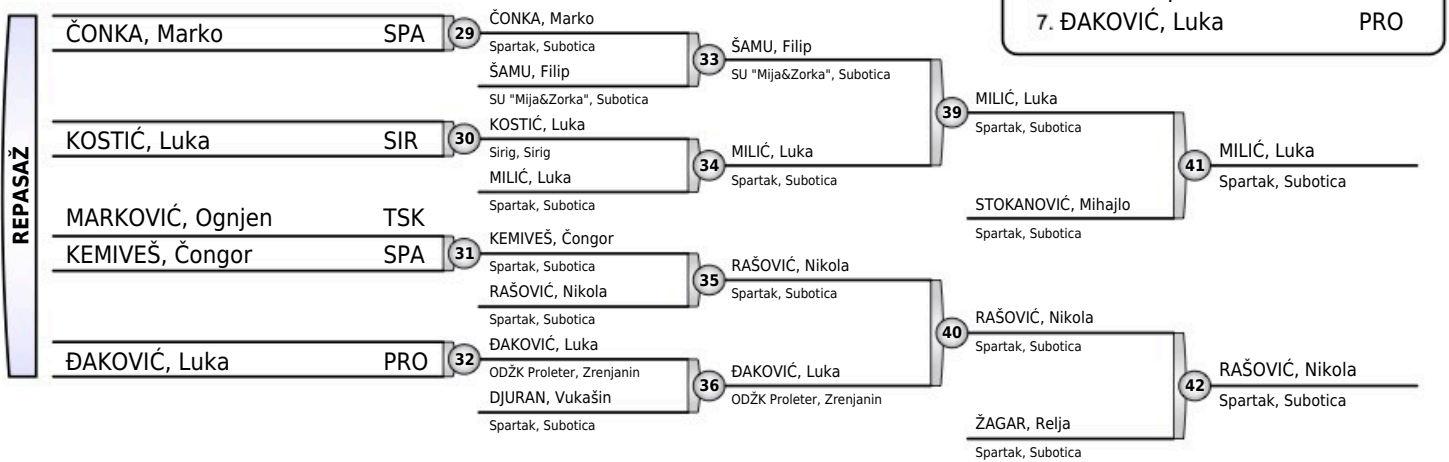 7. ĐAKOVIĆ, Luka PRO
REPASAŽ
ČONKA, Marko SPA
KOSTIĆ, Luka SIR
MARKOVIĆ, Ognjen TSK
KEMIVEŠ, Čongor SPA
ĐAKOVIĆ, Luka PRO
29
30
31
32
ČONKA, Marko
Spartak, Subotica
ŠAMU, Filip
SU "Mija&Zorka", Subotica
KOSTIĆ, Luka
Sirig, Sirig
MILIĆ, Luka
Spartak, Subotica
KEMIVEŠ, Čongor
Spartak, Subotica
RAŠOVIĆ, Nikola
Spartak, Subotica
ĐAKOVIĆ, Luka
ODŽK Proleter, Zrenjanin
DJURAN, Vukašin
Spartak, Subotica
33
34
35
36
ŠAMU, Filip
SU "Mija&Zorka", Subotica
MILIĆ, Luka
Spartak, Subotica
RAŠOVIĆ, Nikola
Spartak, Subotica
ĐAKOVIĆ, Luka
ODŽK Proleter, Zrenjanin
39
40
MILIĆ, Luka
Spartak, Subotica
STOKANOVIĆ, Mihajlo
Spartak, Subotica
RAŠOVIĆ, Nikola
Spartak, Subotica
ŽAGAR, Relja
Spartak, Subotica
41
42
MILIĆ, Luka
Spartak, Subotica
RAŠOVIĆ, Nikola
Spartak, Subotica